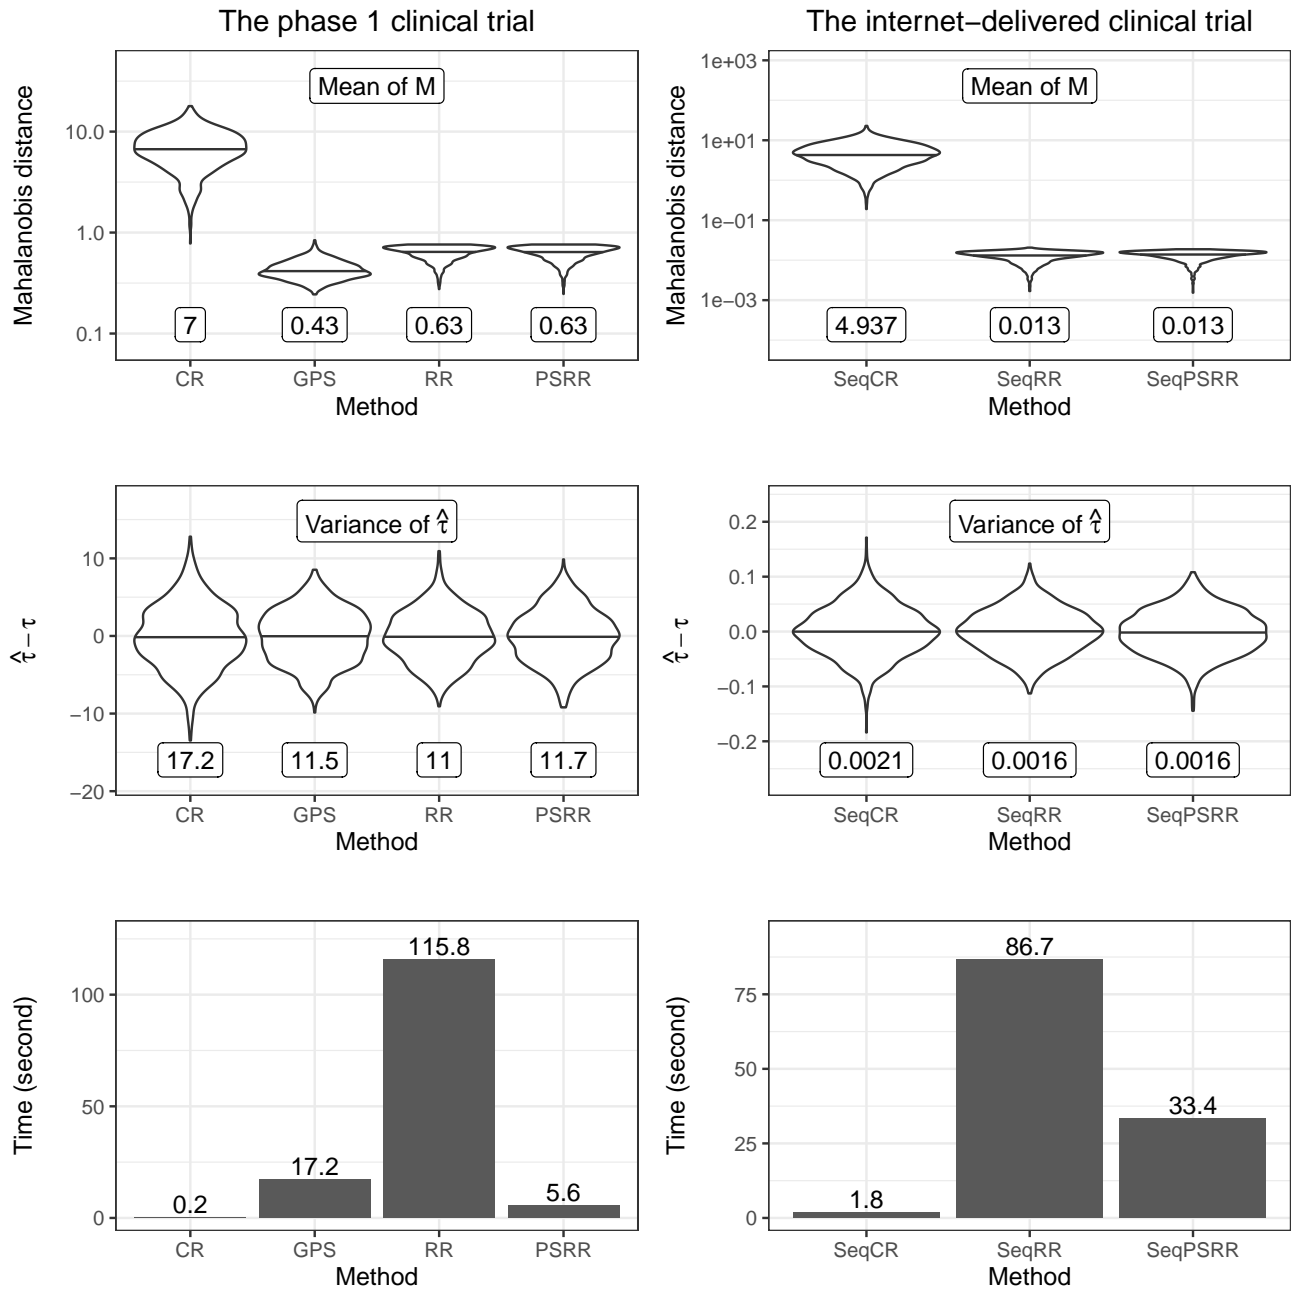 The phase 1 clinical trial
Mahalanobis distance
10.0
1.0
0.1
Mean of M
7
0.43
0.63
0.63
CR
GPS
RR
PSRR
Method
The internet−delivered clinical trial
Mahalanobis distance
1e+03
1e+01
1e−01
1e−03
Mean of M
4.937
0.013
0.013
SeqCR
SeqRR
SeqPSRR
Method
τ̂ − τ
10
0
−10
−20
Variance of τ̂
17.2
11.5
11
11.7
CR
GPS
RR
PSRR
Method
τ̂ − τ
0.2
0.1
0.0
−0.1
−0.2
Variance of τ̂
0.0021
0.0016
0.0016
SeqCR
SeqRR
SeqPSRR
Method
Time (second)
100
50
0
0.2
17.2
115.8
5.6
CR
GPS
RR
PSRR
Method
Time (second)
75
50
25
0
1.8
86.7
33.4
SeqCR
SeqRR
SeqPSRR
Method